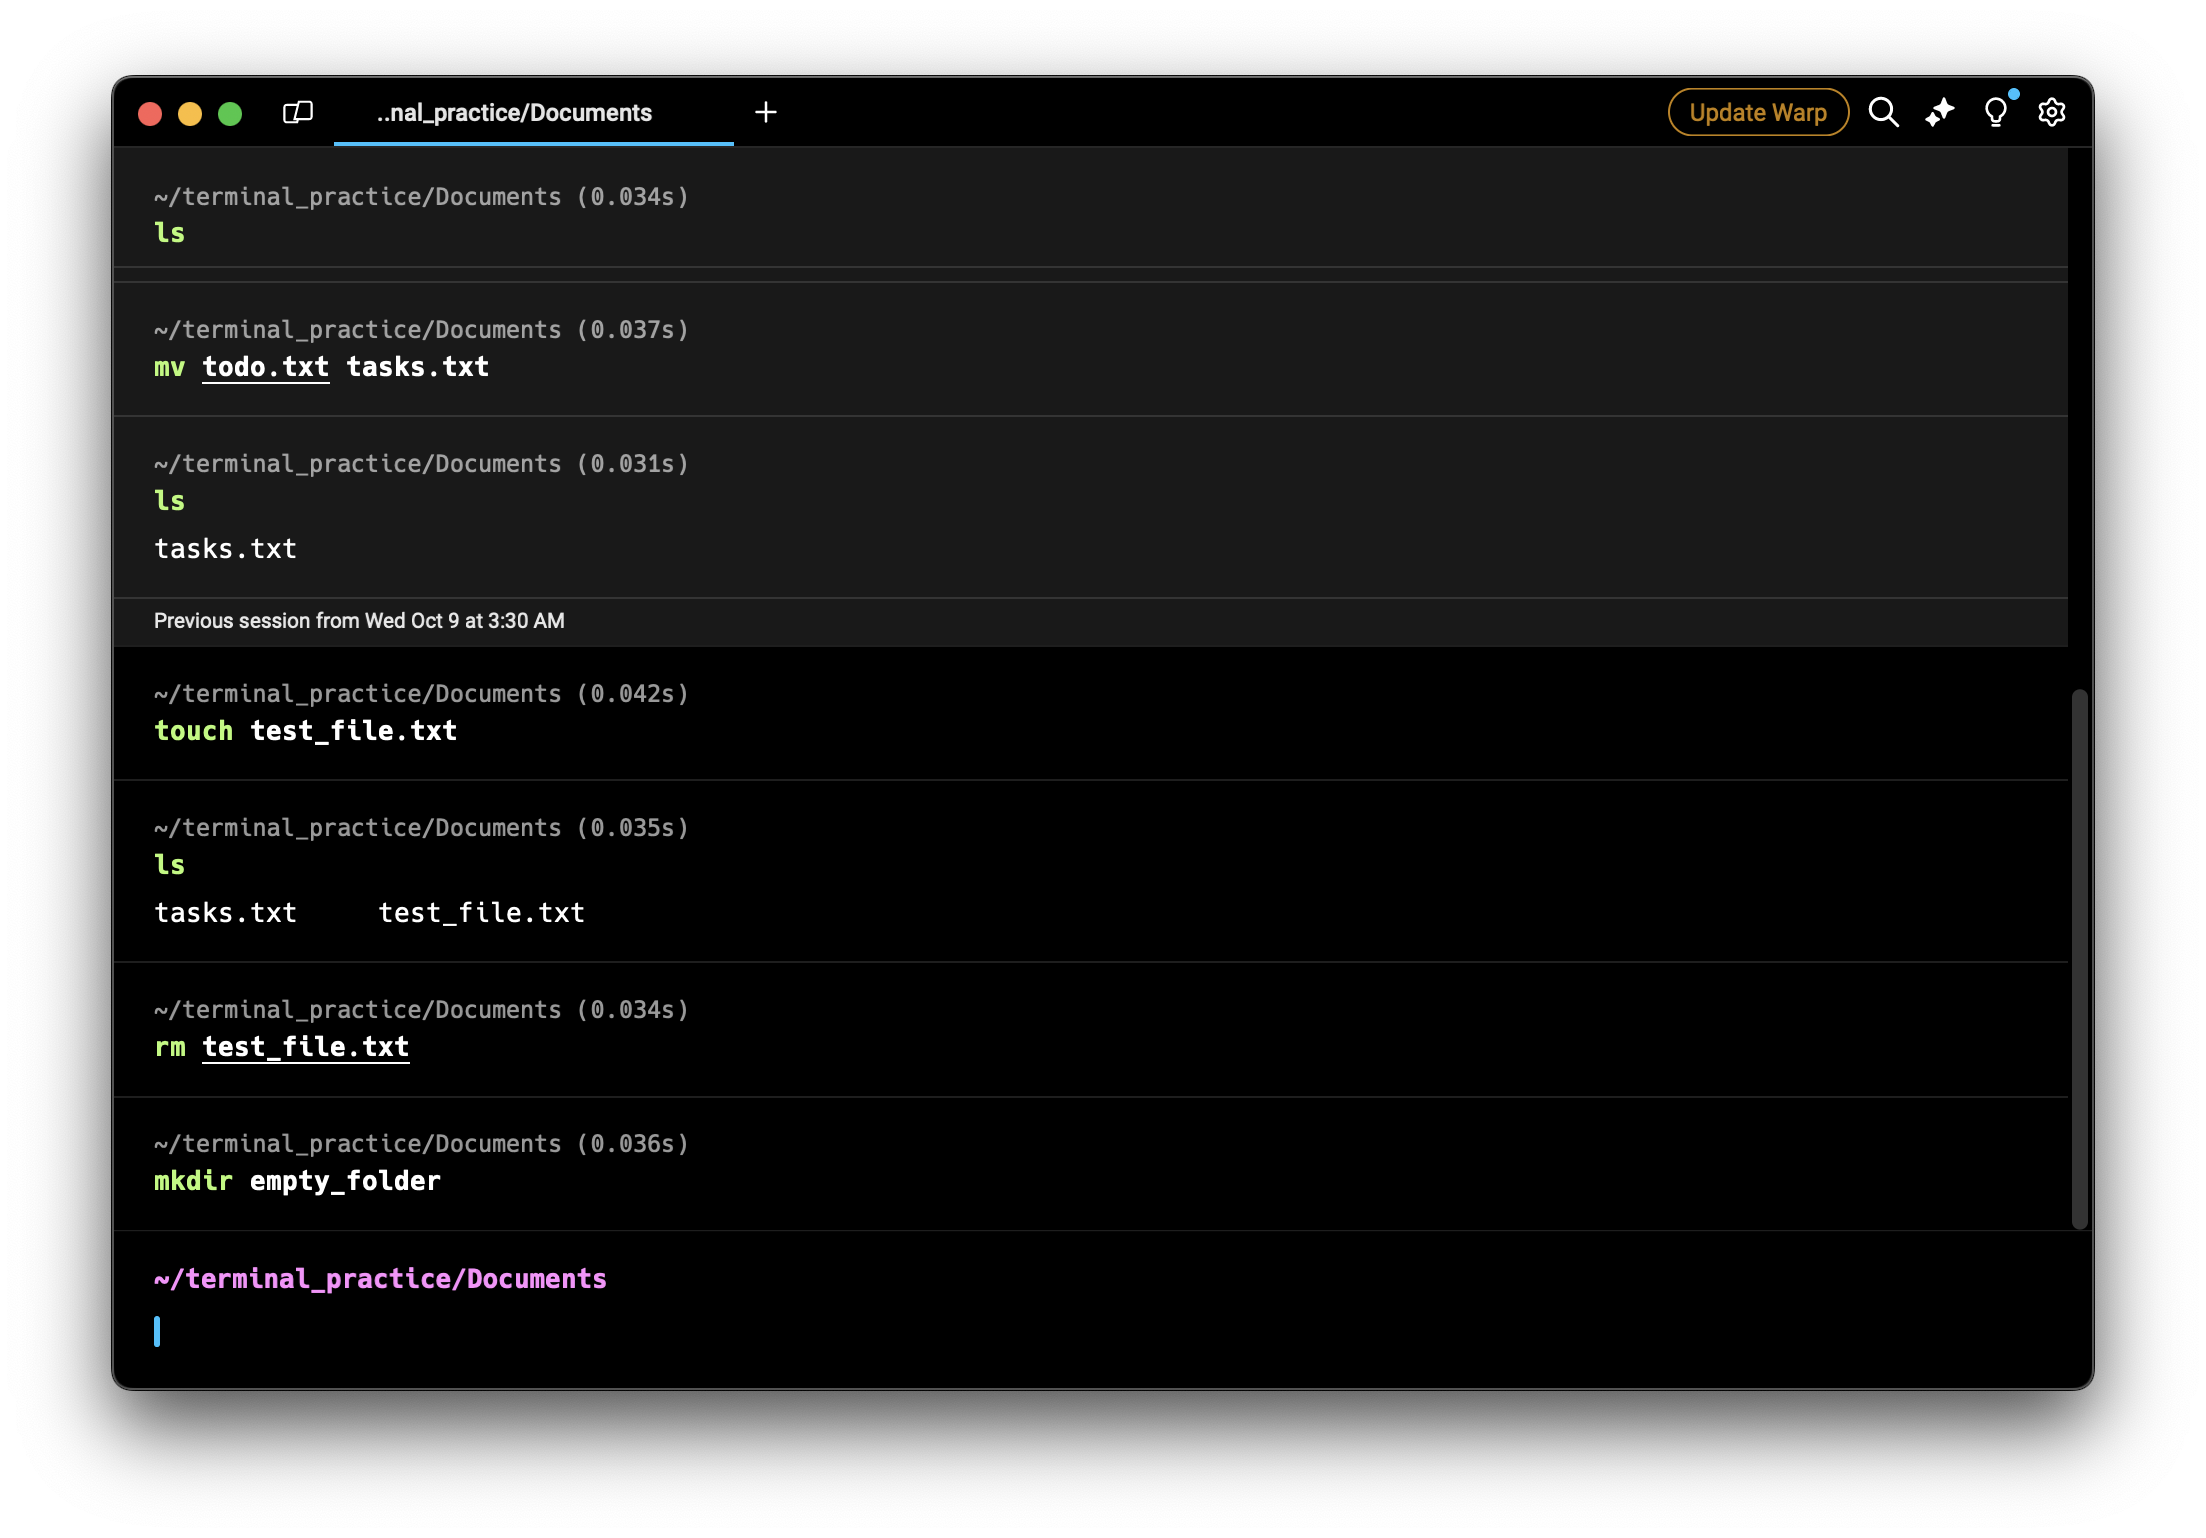 ..nal_practice/Documents
Update Warp
~/terminal_practice/Documents (0.034s)
ls
~/terminal_practice/Documents (0.037s)
mv todo.txt tasks.txt
~/terminal_practice/Documents (0.031s)
ls
tasks.txt
Previous session from Wed Oct 9 at 3:30 AM
~/terminal_practice/Documents (0.042s)
touch test_file.txt
~/terminal_practice/Documents (0.035s)
ls
tasks.txt test_file.txt
~/terminal_practice/Documents (0.034s)
rm test_file.txt
~/terminal_practice/Documents (0.036s)
mkdir empty_folder
~/terminal_practice/Documents